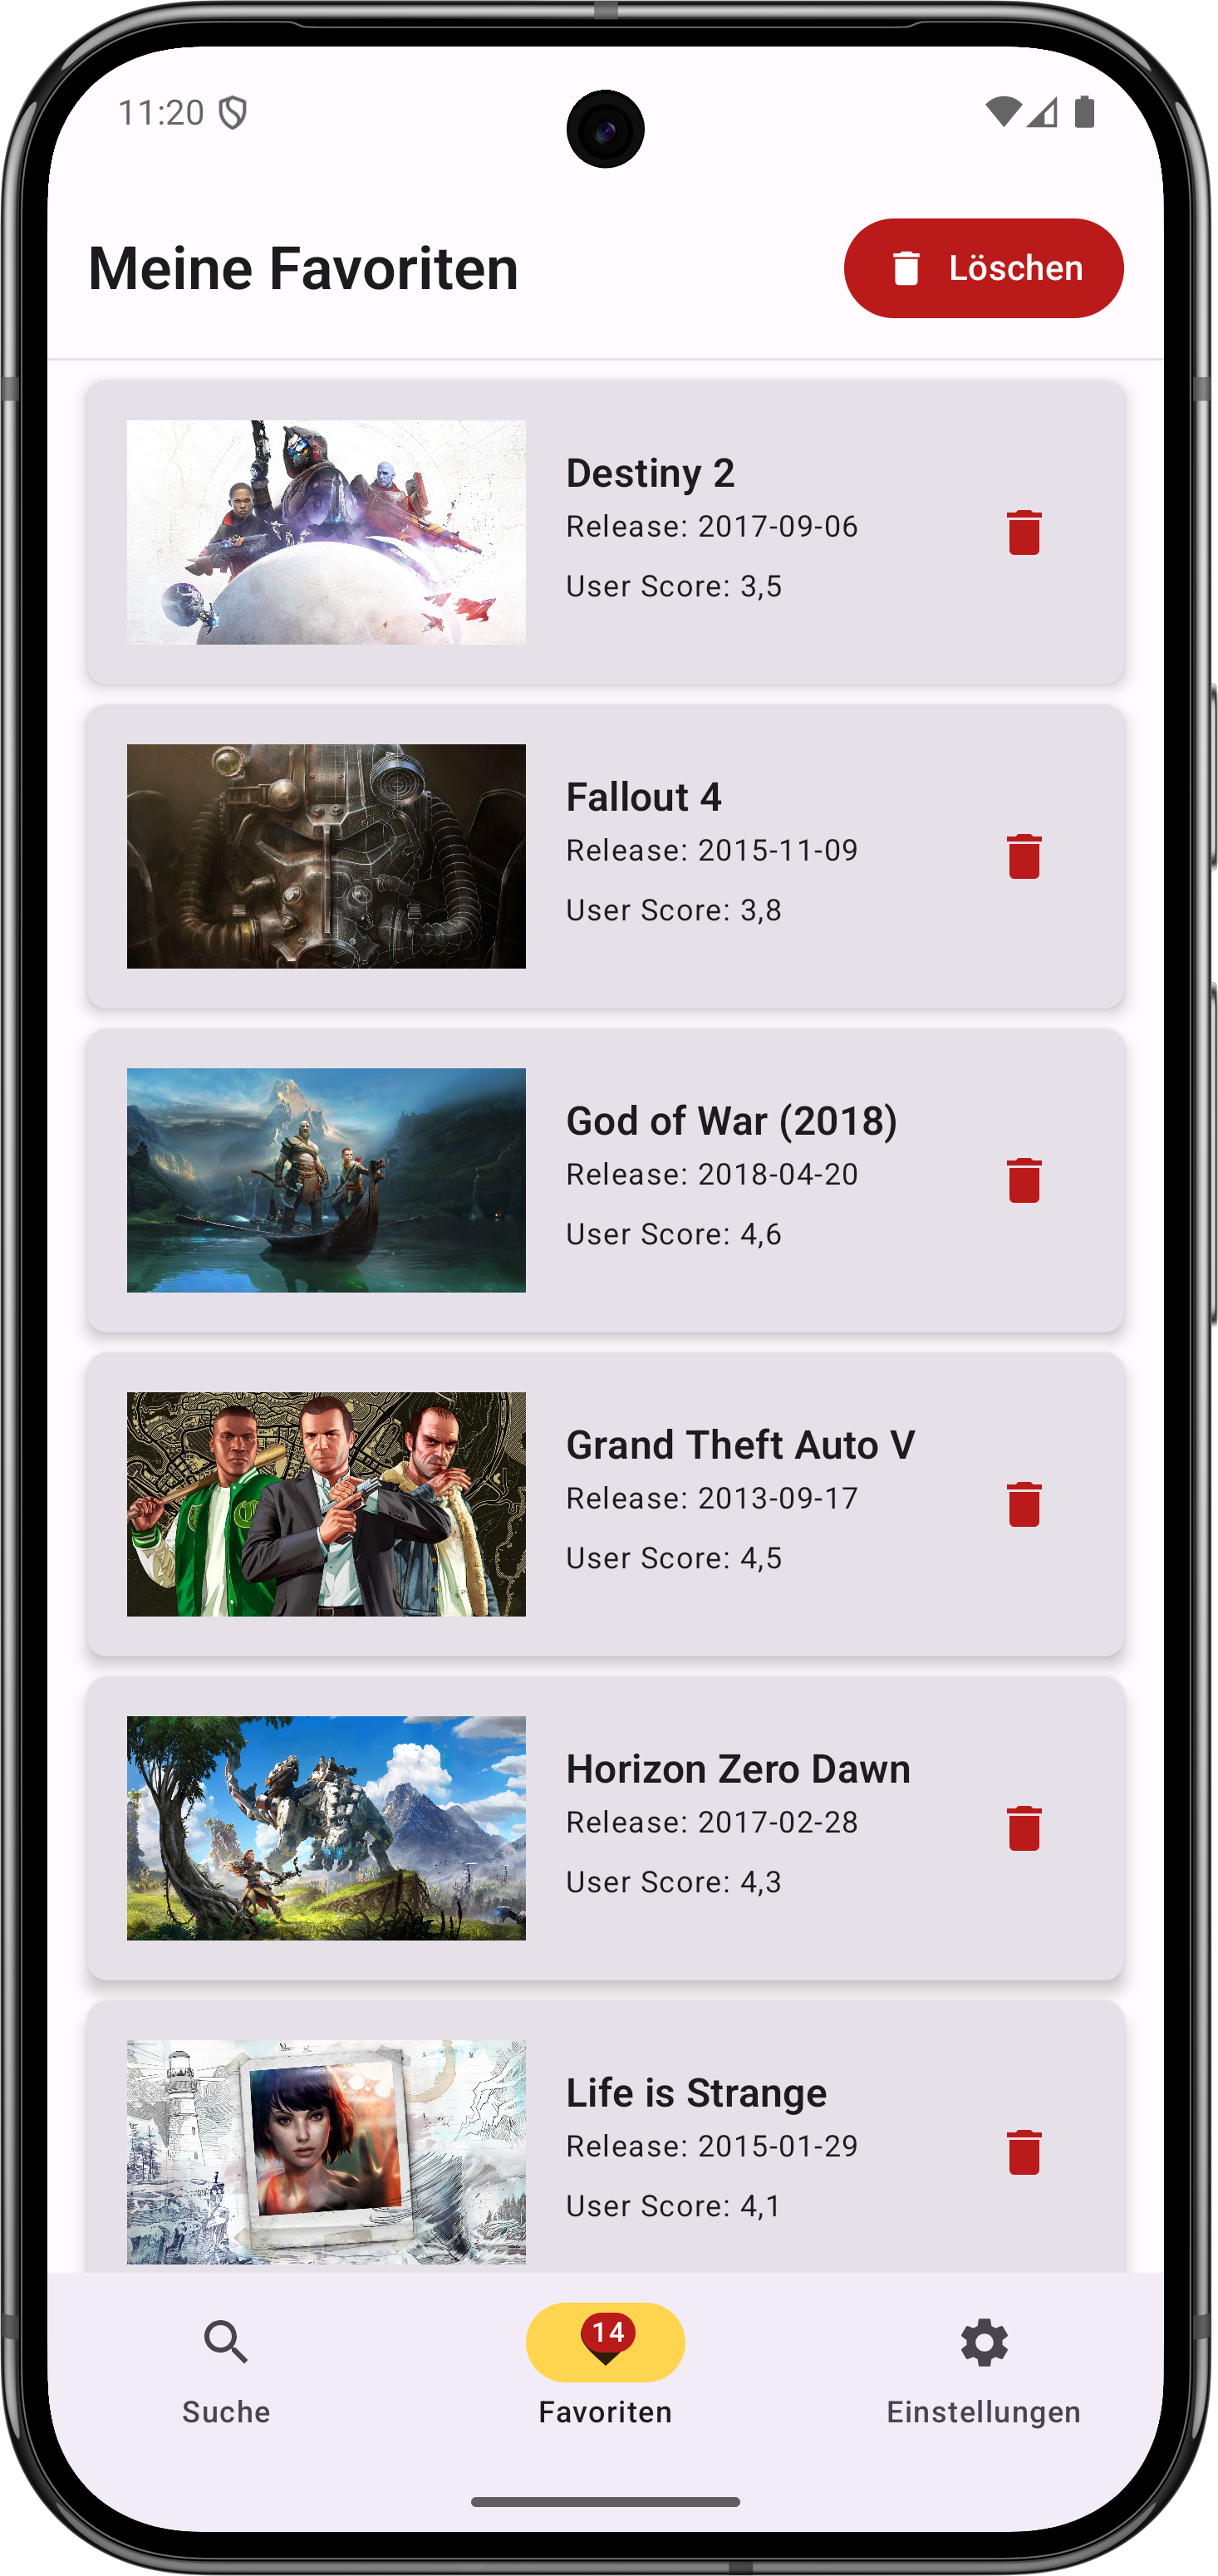 11:20
Meine Favoriten
Löschen
Destiny 2
Release: 2017-09-06
User Score: 3,5
Fallout 4
Release: 2015-11-09
User Score: 3,8
God of War (2018)
Release: 2018-04-20
User Score: 4,6
Grand Theft Auto V
Release: 2013-09-17
User Score: 4,5
Horizon Zero Dawn
Release: 2017-02-28
User Score: 4,3
Life is Strange
Release: 2015-01-29
User Score: 4,1
14
Suche
Favoriten
Einstellungen